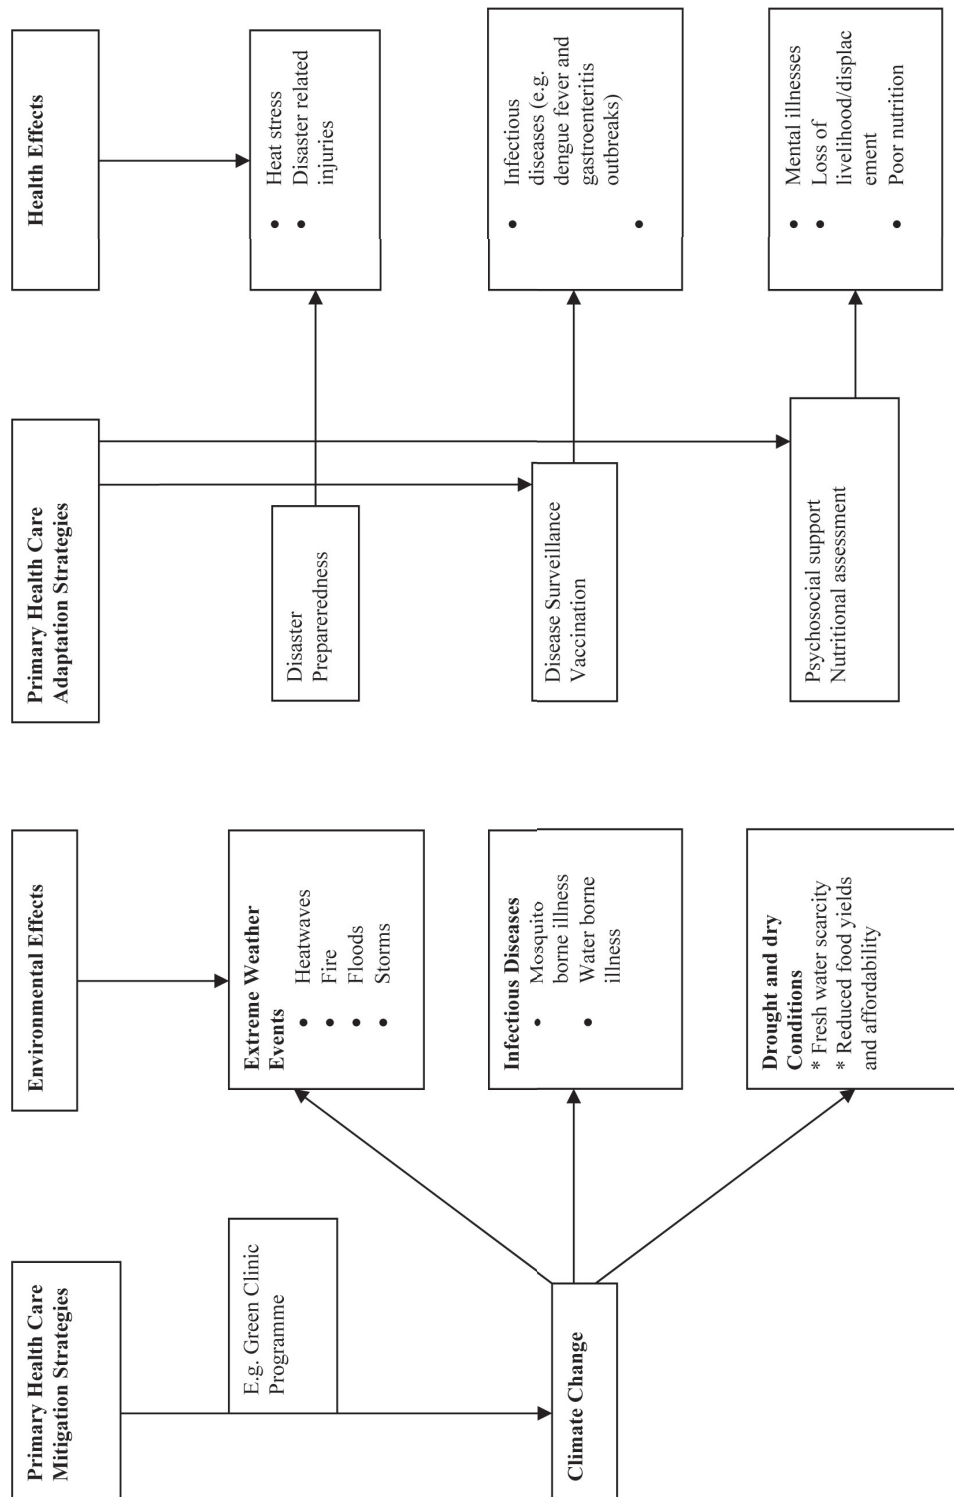 Primary Health Care
Mitigation Strategies
E.g. Green Clinic
Programme
Climate Change
Environmental Effects
Extreme Weather
Events
• Heatwaves
• Fire
• Floods
• Storms
Infectious Diseases
• Mosquito
borne illness
• Water borne
illness
Drought and dry
Conditions
* Fresh water scarcity
* Reduced food yields
and affordability
Primary Health Care
Adaptation Strategies
Disaster
Preparedness
Disease Surveillance
Vaccination
Psychosocial support
Nutritional assessment
Health Effects
• Heat stress
• Disaster related
injuries
• Infectious
diseases (e.g.
dengue fever and
gastroenteritis
outbreaks)
•
• Mental illnesses
• Loss of
livelihood/displac
ement
• Poor nutrition